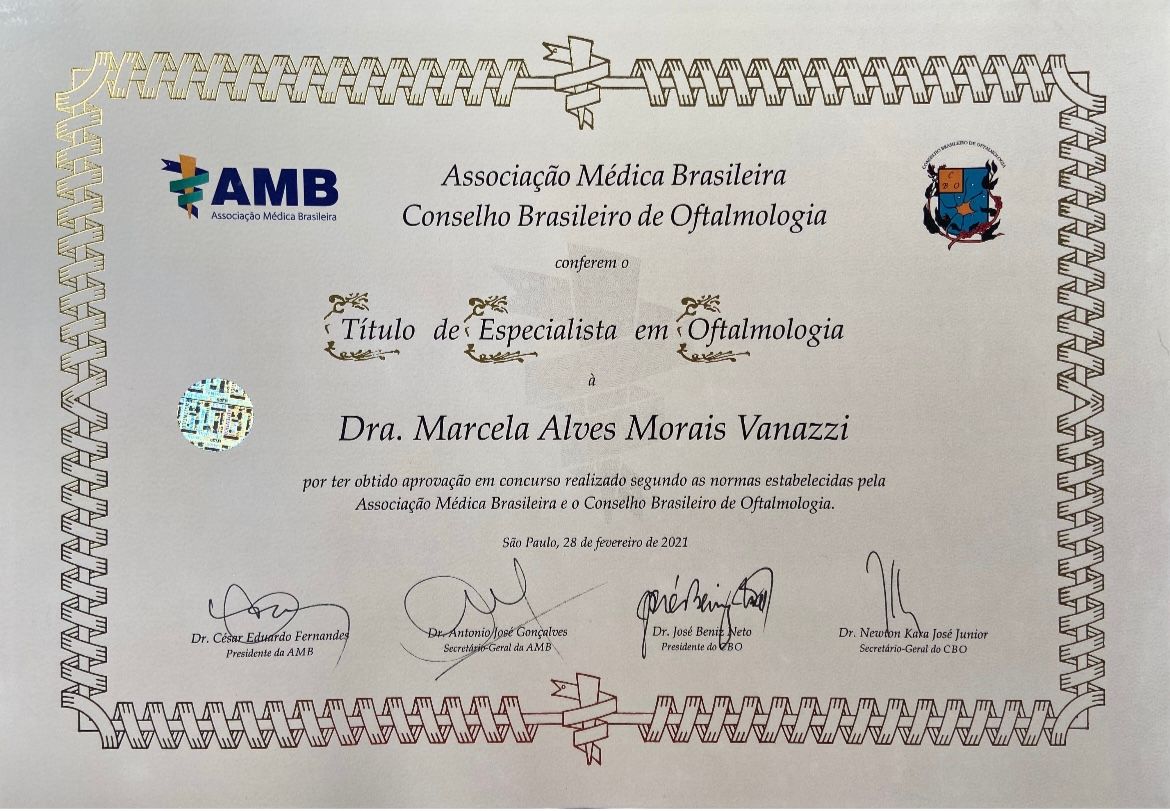 AMB
Associação Médica Brasileira
Associação Médica Brasileira
Conselho Brasileiro de Oftalmologia
CONSELHO BRASILEIRO DE OFTALMOLOGIA
C
B O
conferem o
Título de Especialista em Oftalmologia
à
Dra. Marcela Alves Morais Vanazzi
por ter obtido aprovação em concurso realizado segundo as normas estabelecidas pela
Associação Médica Brasileira e o Conselho Brasileiro de Oftalmologia.
São Paulo, 28 de fevereiro de 2021
Dr. César Eduardo Fernandes
Presidente da AMB
Dr. Antonio José Gonçalves
Secretário-Geral da AMB
Dr. José Beniz Neto
Presidente do CBO
Dr. Newton Kara José Junior
Secretário-Geral do CBO